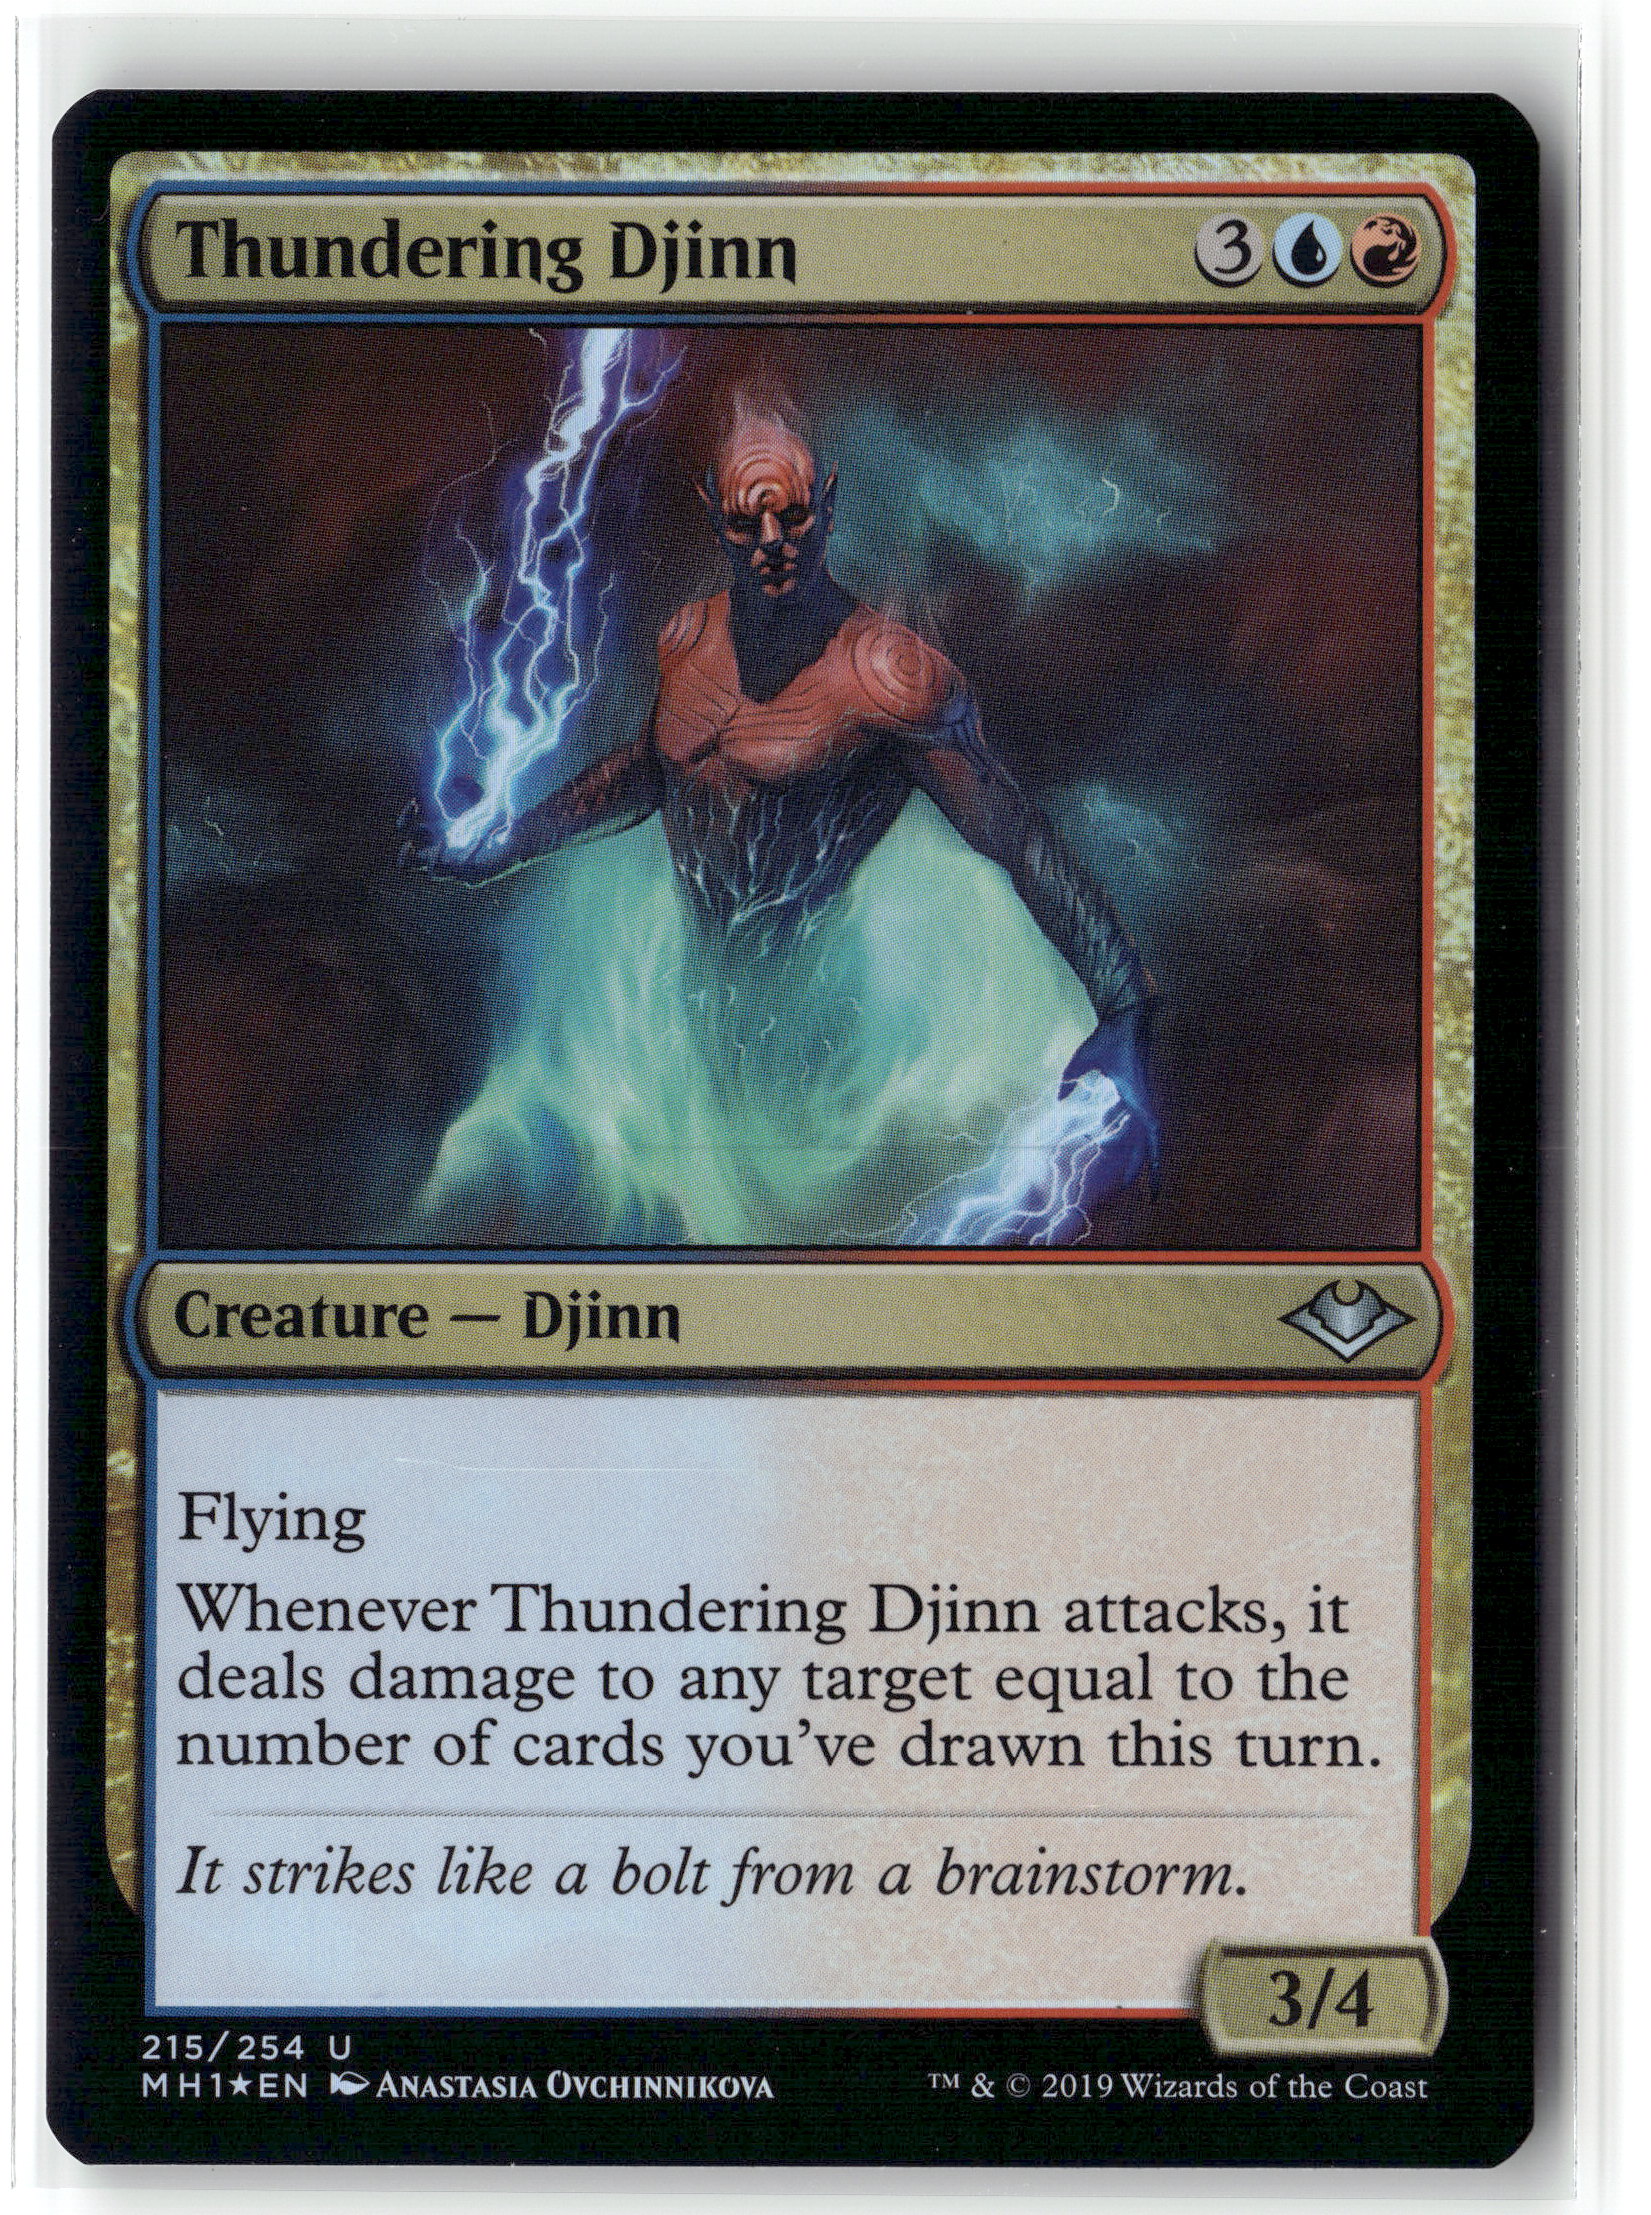 Thundering Djinn 3
Creature — Djinn
Flying
Whenever Thundering Djinn attacks, it
deals damage to any target equal to the
number of cards you've drawn this turn.
It strikes like a bolt from a brainstorm.
3/4
215/254 U
MH1★EN Anastasia Ovchinnikova
™ & © 2019 Wizards of the Coast